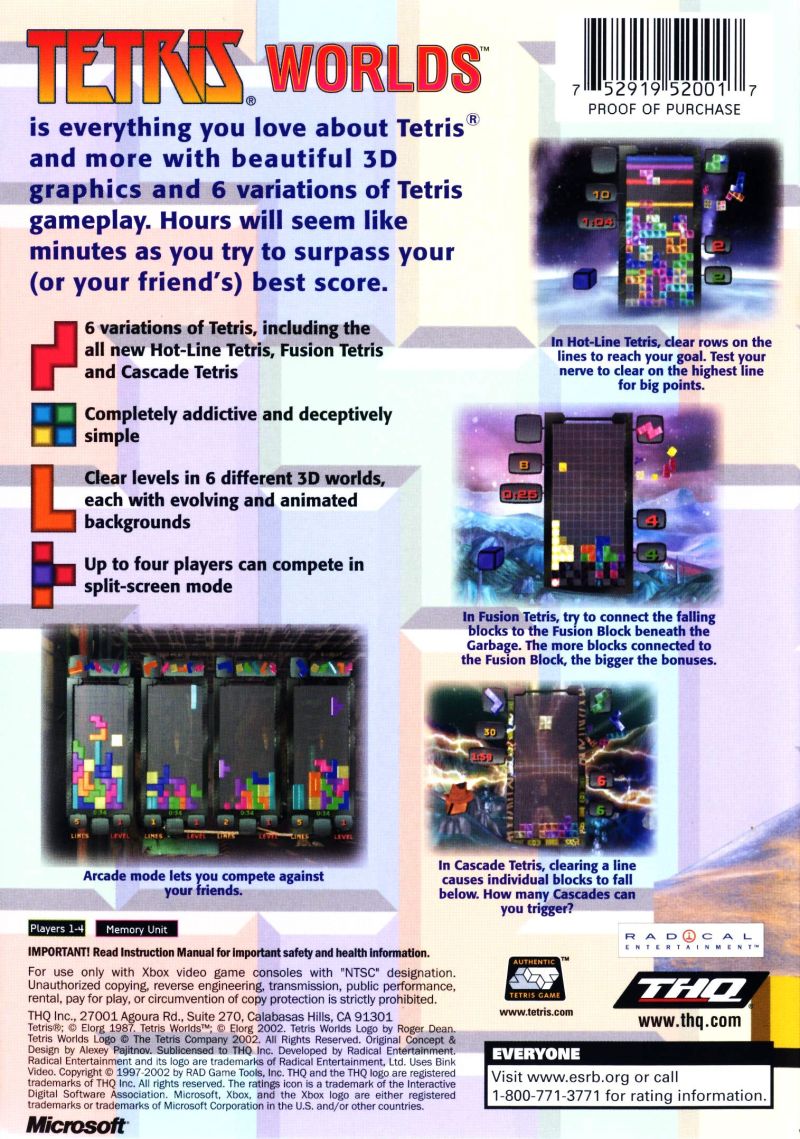 TETRIS® WORLDS™
is everything you love about Tetris®
and more with beautiful 3D
graphics and 6 variations of Tetris
gameplay. Hours will seem like
minutes as you try to surpass your
(or your friend's) best score.
7 52919 52001 7
PROOF OF PURCHASE
10
1:04
2
2
In Hot-Line Tetris, clear rows on the
lines to reach your goal. Test your
nerve to clear on the highest line
for big points.
6 variations of Tetris, including the
all new Hot-Line Tetris, Fusion Tetris
and Cascade Tetris
Completely addictive and deceptively
simple
Clear levels in 6 different 3D worlds,
each with evolving and animated
backgrounds
Up to four players can compete in
split-screen mode
8
0:25
4
4
In Fusion Tetris, try to connect the falling
blocks to the Fusion Block beneath the
Garbage. The more blocks connected to
the Fusion Block, the bigger the bonuses.
0:34 0:34 0:34 0:34
5 1 1 1 2 1 5 1
LINES LEVEL LINES LEVEL LINES LEVEL LINES LEVEL
Arcade mode lets you compete against
your friends.
30
1:59
6
6
In Cascade Tetris, clearing a line
causes individual blocks to fall
below. How many Cascades can
you trigger?
Players 1-4 Memory Unit
IMPORTANT! Read Instruction Manual for important safety and health information.
For use only with Xbox video game consoles with "NTSC" designation.
Unauthorized copying, reverse engineering, transmission, public performance,
rental, pay for play, or circumvention of copy protection is strictly prohibited.
THQ Inc., 27001 Agoura Rd., Suite 270, Calabasas Hills, CA 91301
Tetris®; © Elorg 1987. Tetris Worlds™; © Elorg 2002. Tetris Worlds Logo by Roger Dean.
Tetris Worlds Logo © The Tetris Company 2002. All Rights Reserved. Original Concept &
Design by Alexey Pajitnov. Sublicensed to THQ Inc. Developed by Radical Entertainment.
Radical Entertainment and its logo are trademarks of Radical Entertainment, Ltd. Uses Bink
Video. Copyright © 1997-2002 by RAD Game Tools, Inc. THQ and the THQ logo are registered
trademarks of THQ Inc. All rights reserved. The ratings icon is a trademark of the Interactive
Digital Software Association. Microsoft, Xbox, and the Xbox logo are either registered
trademarks or trademarks of Microsoft Corporation in the U.S. and/or other countries.
Microsoft®
AUTHENTIC
TETRIS GAME
™
www.tetris.com
RADICAL
ENTERTAINMENT™
THQ®
www.thq.com
EVERYONE
Visit www.esrb.org or call
1-800-771-3771 for rating information.